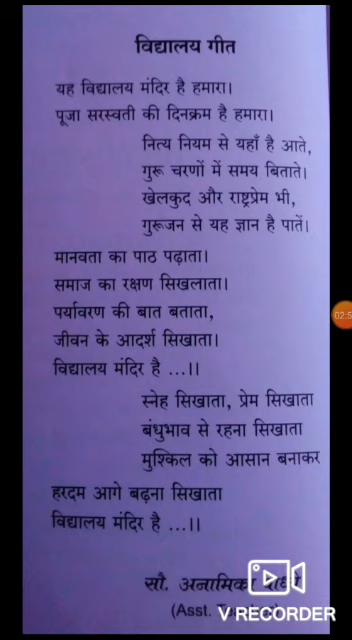 विद्यालय गीत
यह विद्यालय मंदिर है हमारा।
पूजा सरस्वती की दिनक्रम है हमारा।
नित्य नियम से यहाँ है आते,
गुरू चरणों में समय बिताते।
खेलकुद और राष्ट्रप्रेम भी,
गुरूजन से यह ज्ञान है पातें।
मानवता का पाठ पढ़ाता।
समाज का रक्षण सिखलाता।
पर्यावरण की बात बताता,
जीवन के आदर्श सिखाता।
विद्यालय मंदिर है ...।।
स्नेह सिखाता, प्रेम सिखाता
बंधुभाव से रहना सिखाता
मुश्किल को आसान बनाकर
हरदम आगे बढ़ना सिखाता
विद्यालय मंदिर है ...।।
सौ. अनामिका
(Asst.
V RECORDER
02:5